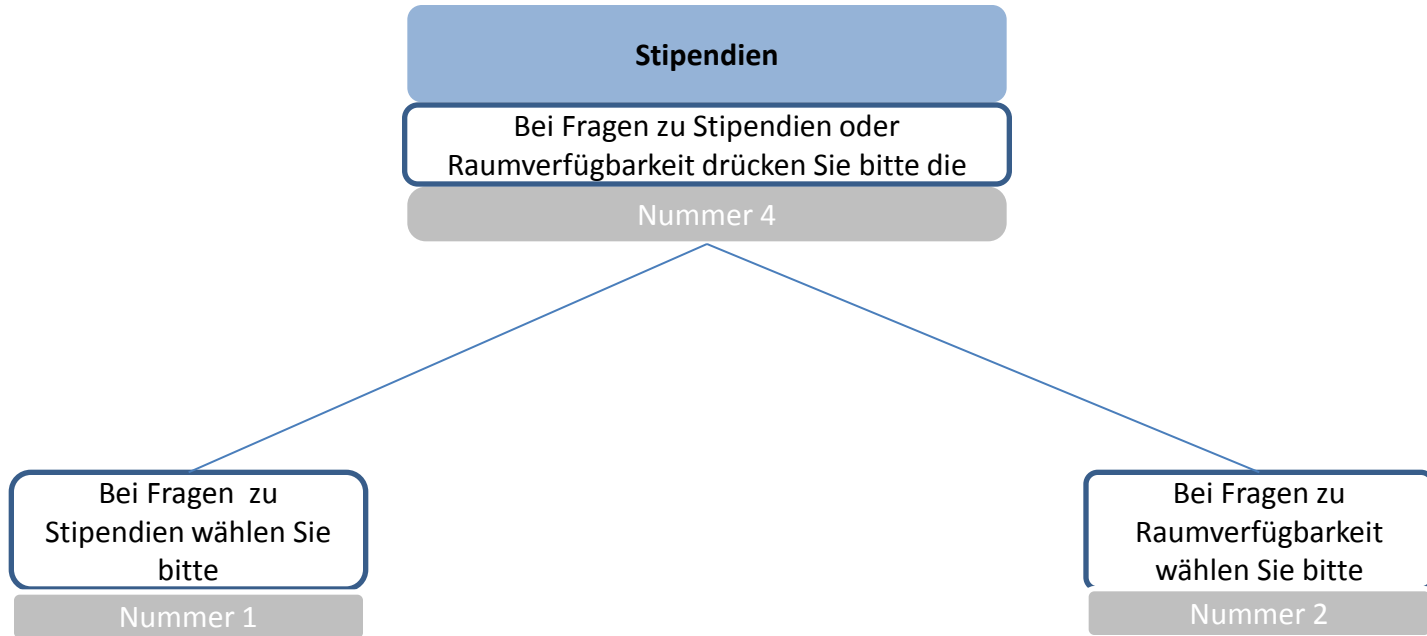 Stipendien
Bei Fragen zu Stipendien oder
Raumverfügbarkeit drücken Sie bitte die
Nummer 4
Bei Fragen  zu
Stipendien wählen Sie
bitte
Nummer 1
Bei Fragen zu
Raumverfügbarkeit
wählen Sie bitte
Nummer 2